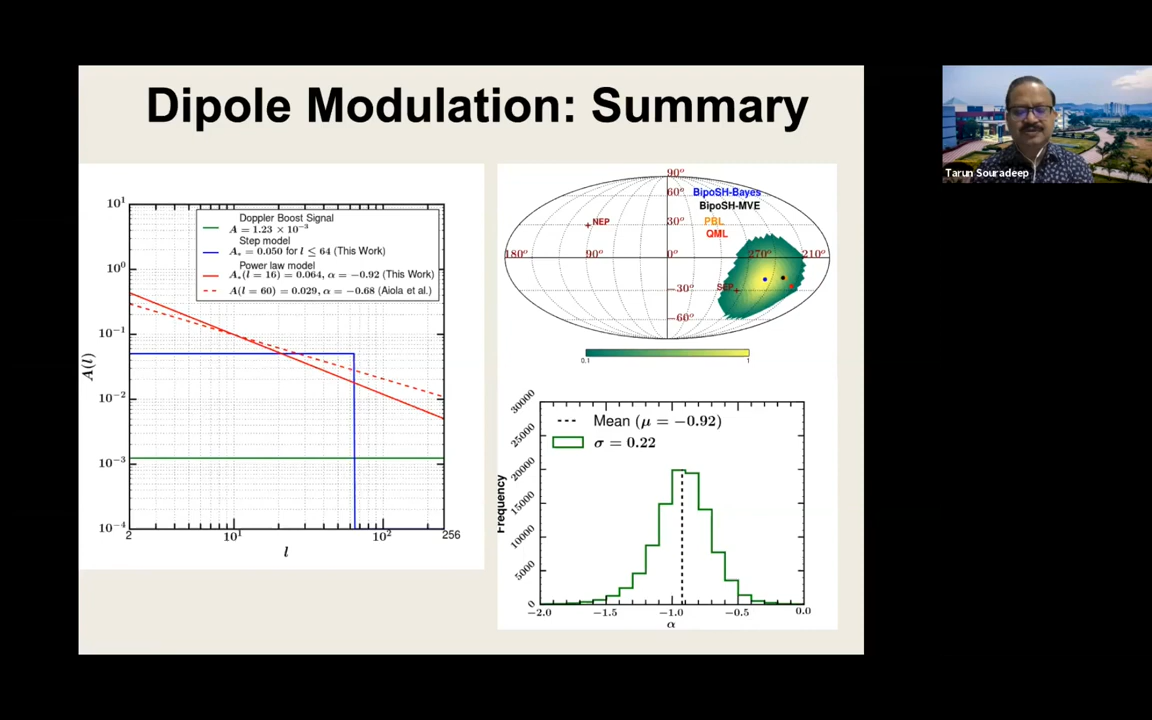 Dipole Modulation: Summary
Tarun Souradeep
10¹
10⁰
10⁻¹
10⁻²
10⁻³
10⁻⁴
A(l)
Doppler Boost Signal
A = 1.23 × 10⁻³
Step model
A* = 0.050 for l ≤ 64 (This Work)
Power law model
A*(l = 16) = 0.064, α = −0.92 (This Work)
A(l = 60) = 0.029, α = −0.68 (Aiola et al.)
2 10¹ 10² 256
l
90°
60°
30°
BipoSH-Bayes
BipoSH-MVE
PBL
QML
NEP
180° 90° 0° 270° 210°
SEP
−30°
−60°
0.1 1
30000
25000
20000
15000
10000
5000
0
Frequency
Mean (μ = −0.92)
σ = 0.22
−2.0 −1.5 −1.0 −0.5 0.0
α